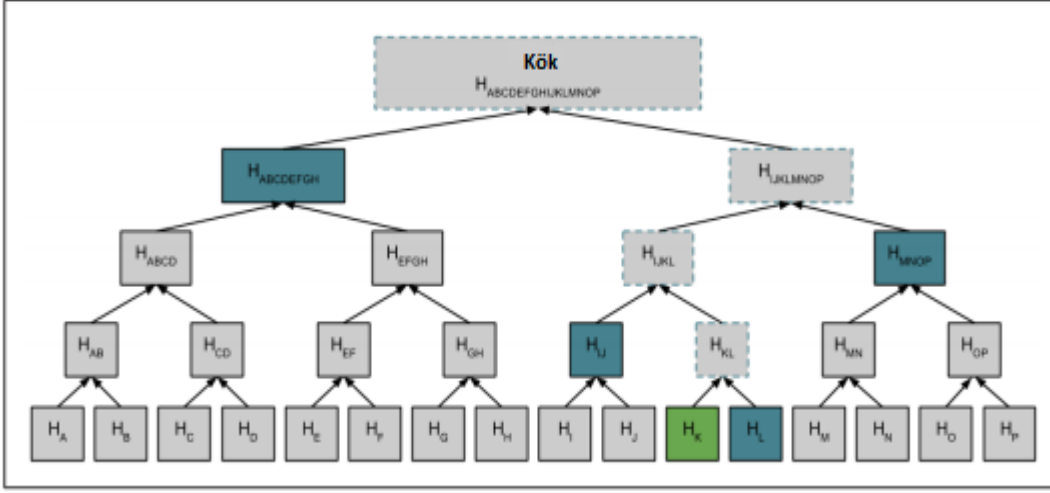 Kök
HABCDEFGHIJKLMNOP
HABCDEFGH HIJKLMNOP
HABCD HEFGH HIJKL HMNOP
HAB HCD HEF HGH HIJ HKL HMN HOP
HA HB HC HD HE HF HG HH HI HJ HK HL HM HN HO HP